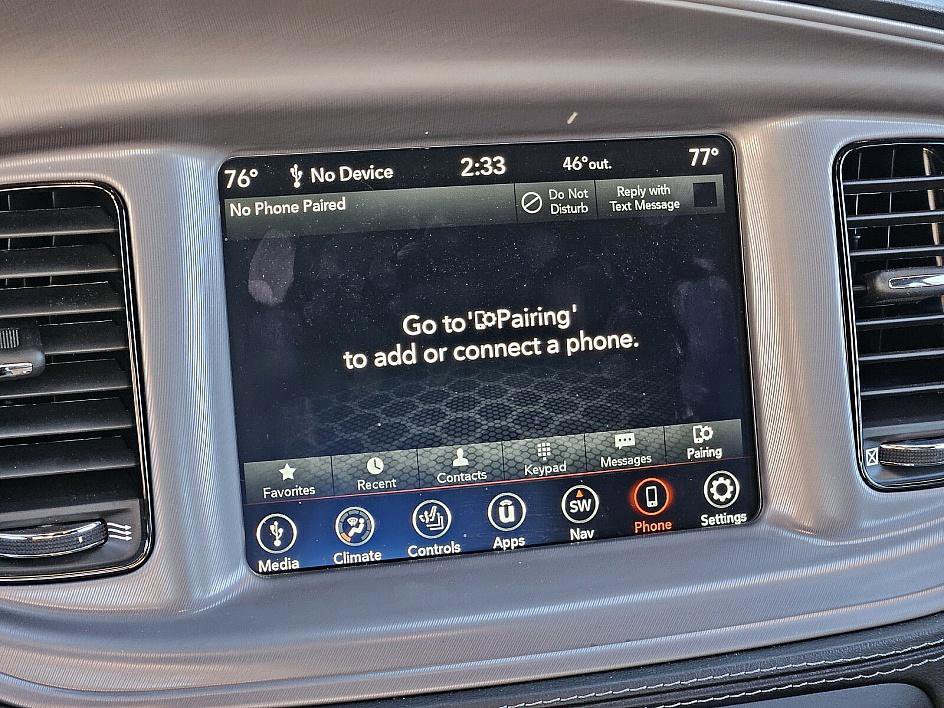 76° No Device 2:33 46°out. 77°
No Phone Paired
Do Not
Disturb
Reply with
Text Message
Go to 'Pairing'
to add or connect a phone.
Favorites Recent Contacts Keypad Messages Pairing
SW
Media Climate Controls Apps Nav Phone Settings